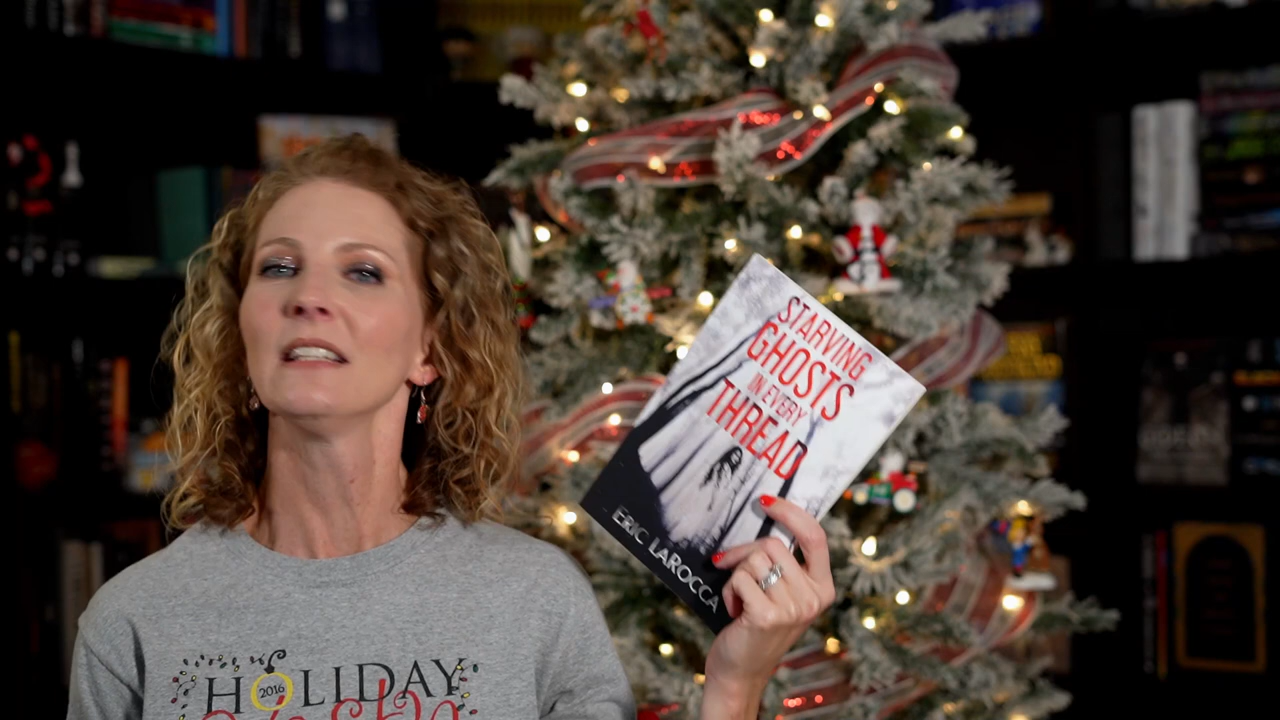 STARVING
GHOSTS
IN EVERY
THREAD
ERIC LAROCCA
HOLIDAY
2016